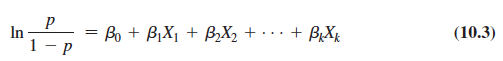 ln p/(1 − p) = β₀ + β₁X₁ + β₂X₂ + · · · + βₖXₖ (10.3)